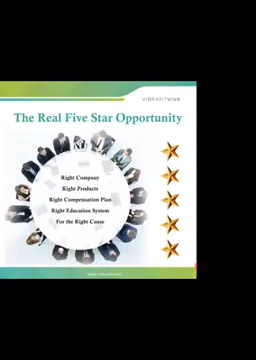 VIBRANTVIVA
The Real Five Star Opportunity
Right Company
Right Products
Right Compensation Plan
Right Education System
For the Right Cause